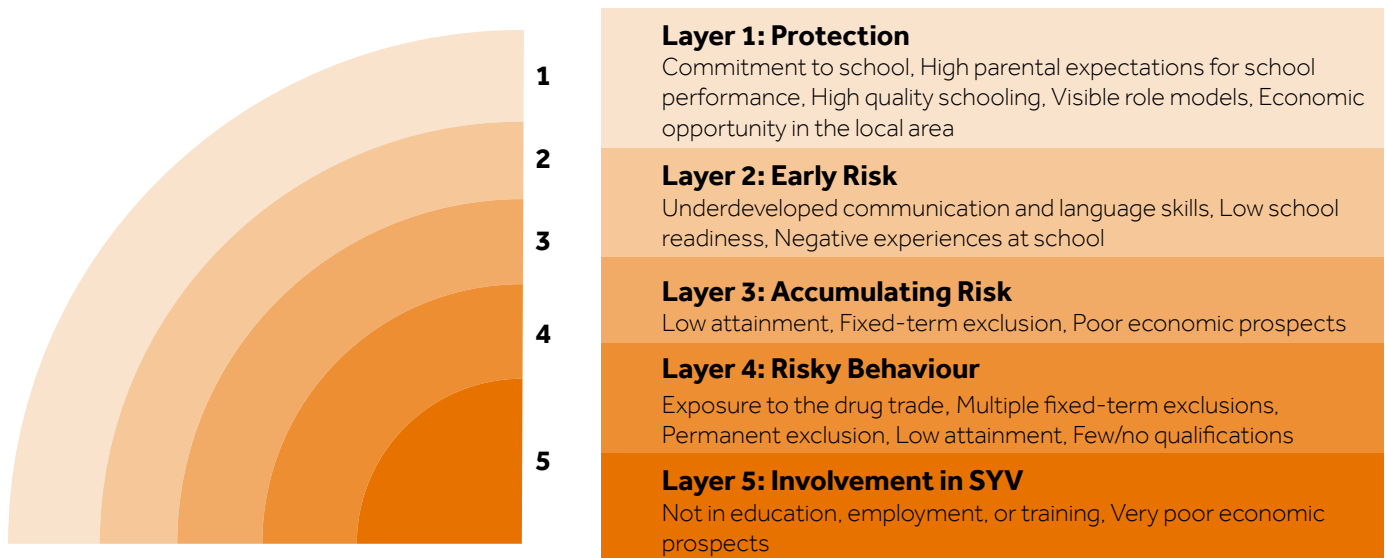 1
2
3
4
5
Layer 1: Protection
Commitment to school, High parental expectations for school
performance, High quality schooling, Visible role models, Economic
opportunity in the local area
Layer 2: Early Risk
Underdeveloped communication and language skills, Low school
readiness, Negative experiences at school
Layer 3: Accumulating Risk
Low attainment, Fixed-term exclusion, Poor economic prospects
Layer 4: Risky Behaviour
Exposure to the drug trade, Multiple fixed-term exclusions,
Permanent exclusion, Low attainment, Few/no qualifications
Layer 5: Involvement in SYV
Not in education, employment, or training, Very poor economic
prospects